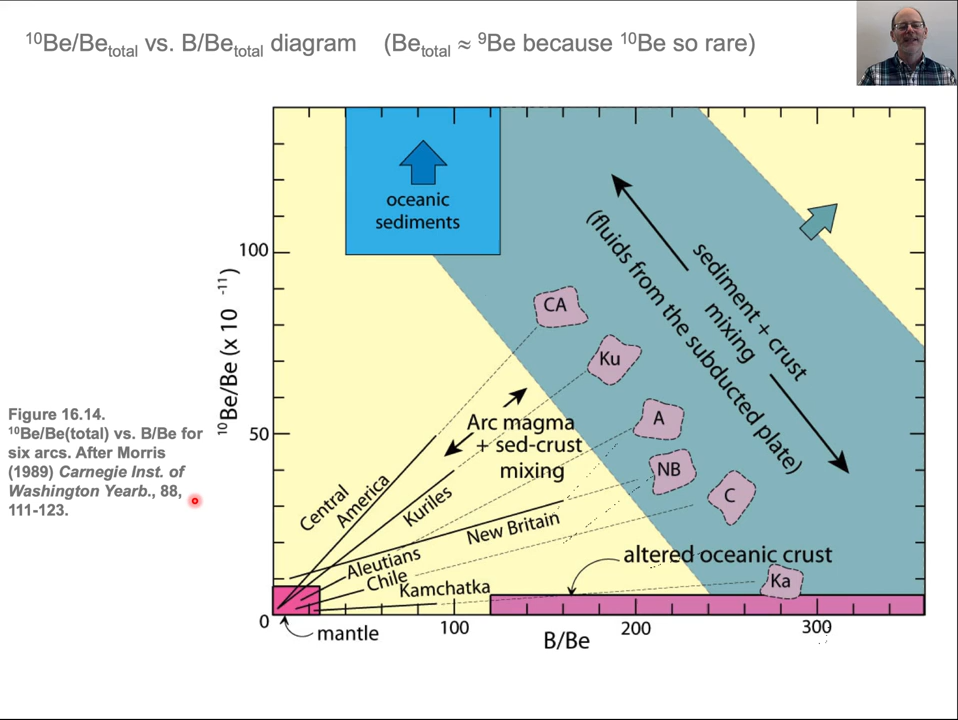 ¹⁰Be/Be_total vs. B/Be_total diagram (Be_total ≈ ⁹Be because ¹⁰Be so rare)
oceanic
sediments
100
50
0
¹⁰Be/Be (x 10 ⁻¹¹)
CA
Ku
A
NB
C
Ka
sediment + crust
mixing
(fluids from the subducted plate)
Arc magma
+ sed-crust
mixing
Central
America
Kuriles
New Britain
Aleutians
Chile
Kamchatka
altered oceanic crust
mantle
100
200
300
B/Be
Figure 16.14.
¹⁰Be/Be(total) vs. B/Be for
six arcs. After Morris
(1989) Carnegie Inst. of
Washington Yearb., 88,
111-123.